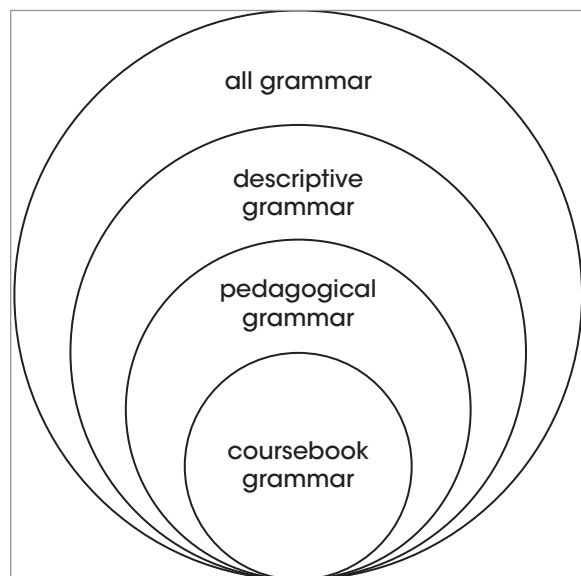 all grammar
descriptive
grammar
pedagogical
grammar
coursebook
grammar